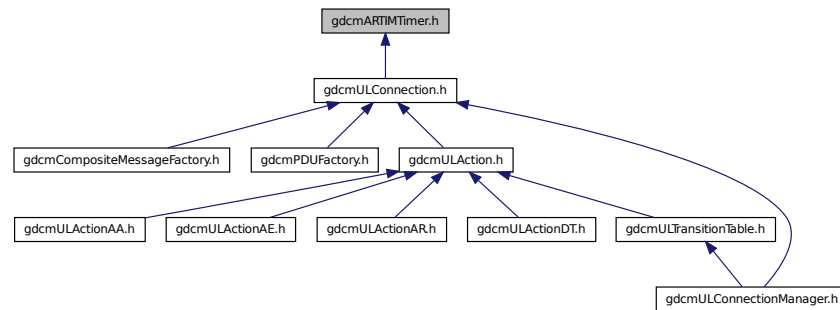 gdcmARTIMTimer.h
gdcmULConnection.h
gdcmCompositeMessageFactory.h
gdcmPDUFactory.h
gdcmULAction.h
gdcmULActionAA.h
gdcmULActionAE.h
gdcmULActionAR.h
gdcmULActionDT.h
gdcmULTransitionTable.h
gdcmULConnectionManager.h